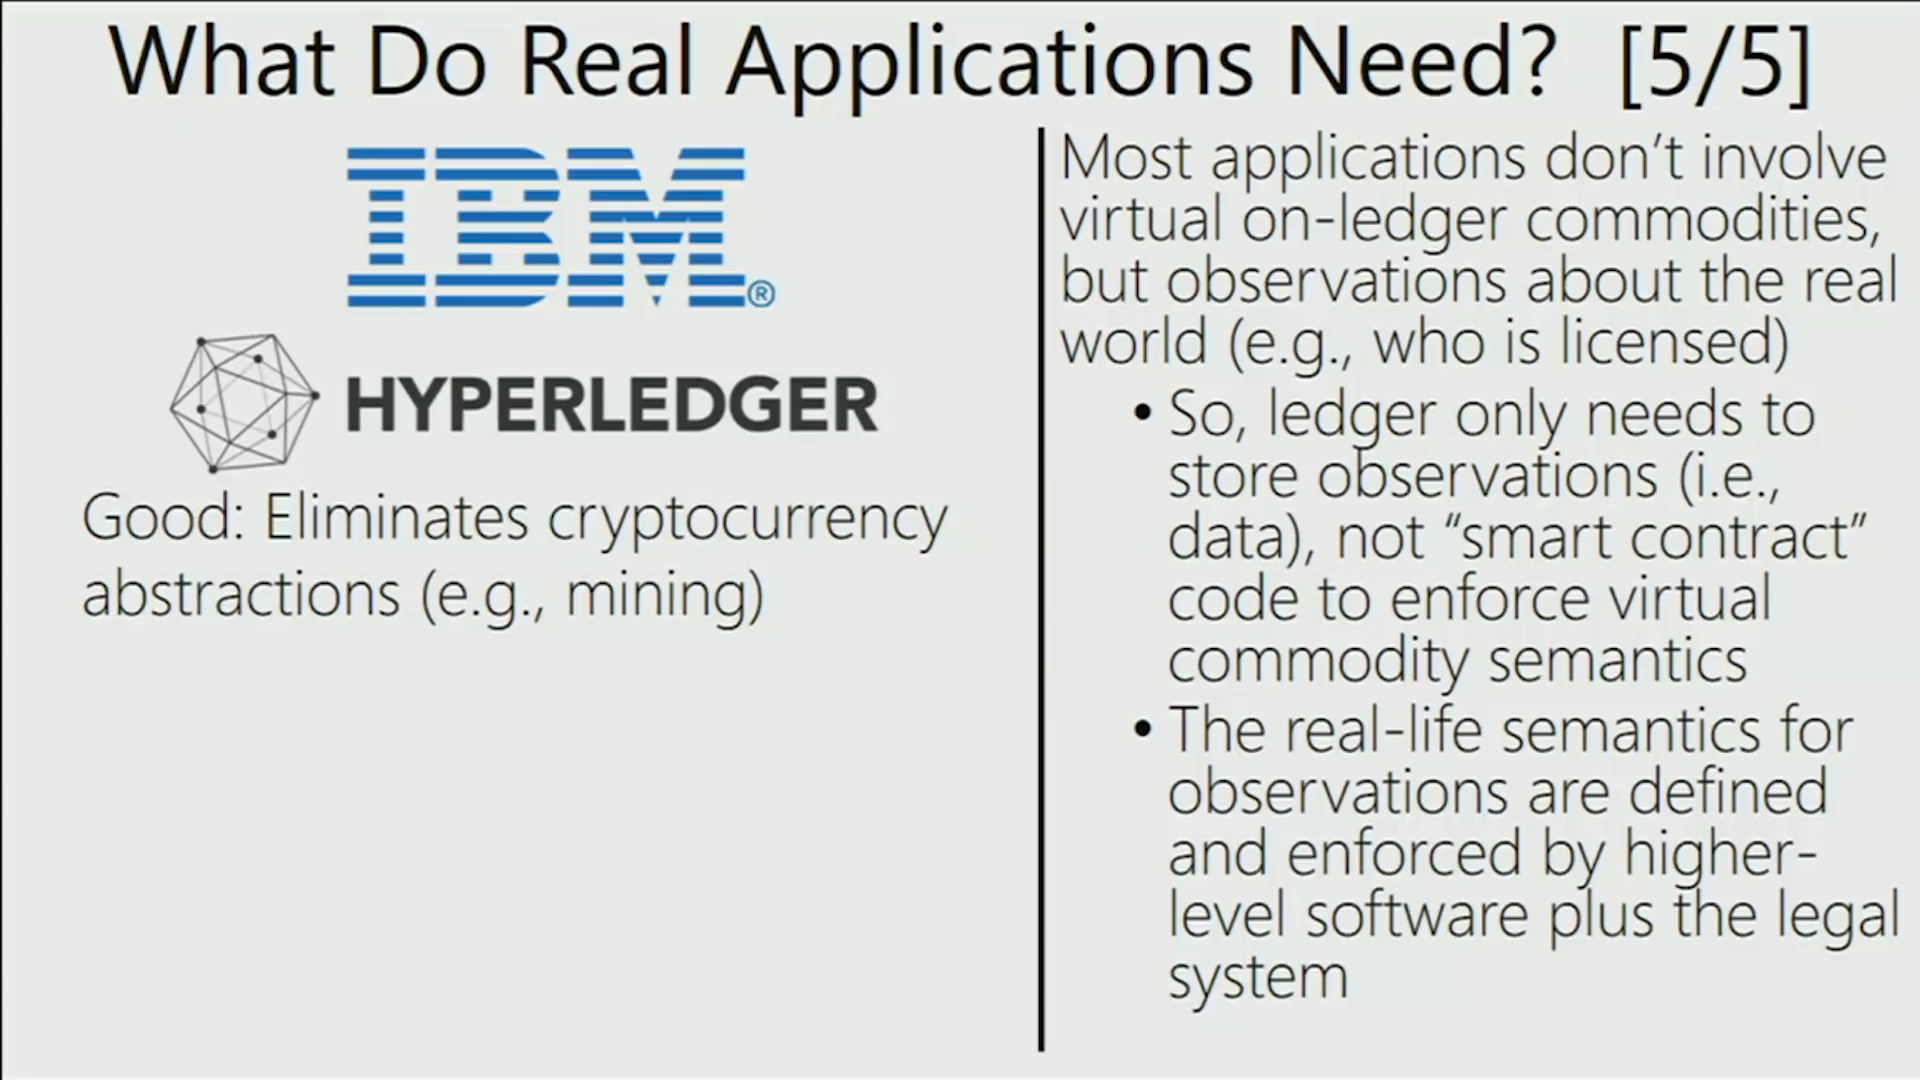 What Do Real Applications Need? [5/5]
IBM®
HYPERLEDGER
Good: Eliminates cryptocurrency
abstractions (e.g., mining)
Most applications don’t involve
virtual on-ledger commodities,
but observations about the real
world (e.g., who is licensed)
• So, ledger only needs to
store observations (i.e.,
data), not “smart contract”
code to enforce virtual
commodity semantics
• The real-life semantics for
observations are defined
and enforced by higher-
level software plus the legal
system